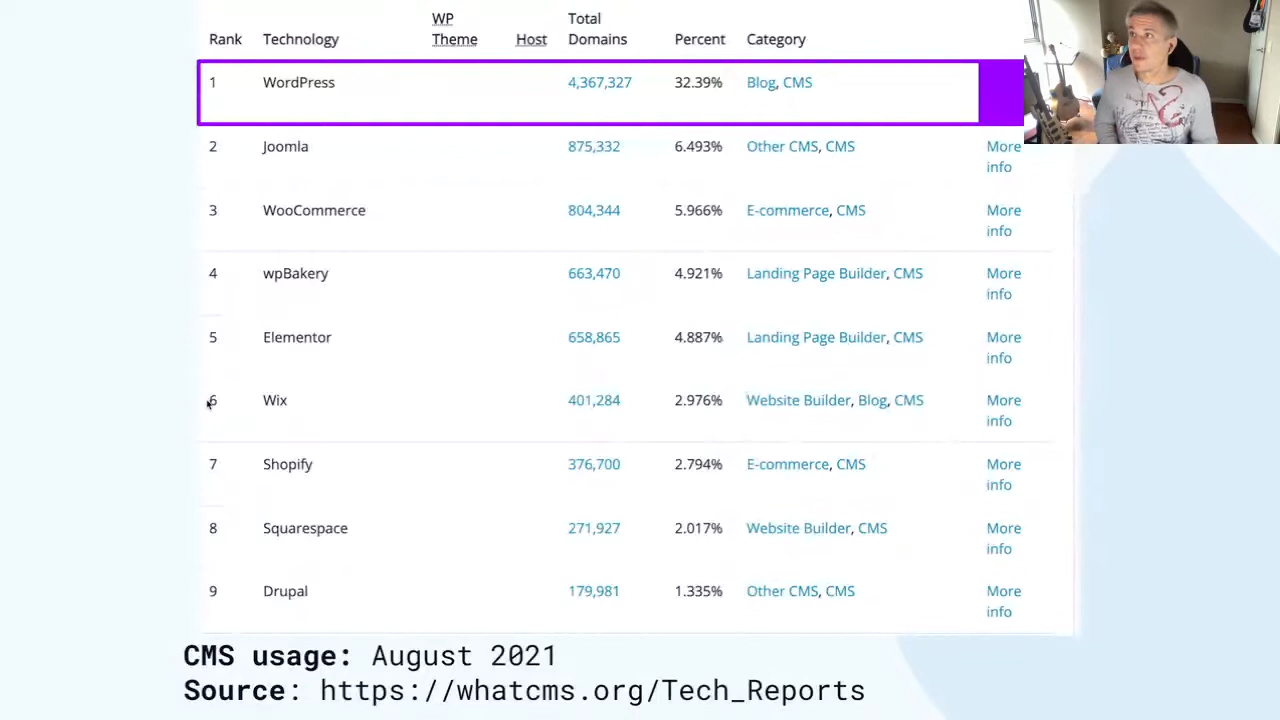 WP Total
Rank Technology Theme Host Domains Percent Category
1 WordPress 4,367,327 32.39% Blog, CMS
2 Joomla 875,332 6.493% Other CMS, CMS More
info
3 WooCommerce 804,344 5.966% E-commerce, CMS More
info
4 wpBakery 663,470 4.921% Landing Page Builder, CMS More
info
5 Elementor 658,865 4.887% Landing Page Builder, CMS More
info
6 Wix 401,284 2.976% Website Builder, Blog, CMS More
info
7 Shopify 376,700 2.794% E-commerce, CMS More
info
8 Squarespace 271,927 2.017% Website Builder, CMS More
info
9 Drupal 179,981 1.335% Other CMS, CMS More
info
CMS usage: August 2021
Source: https://whatcms.org/Tech_Reports